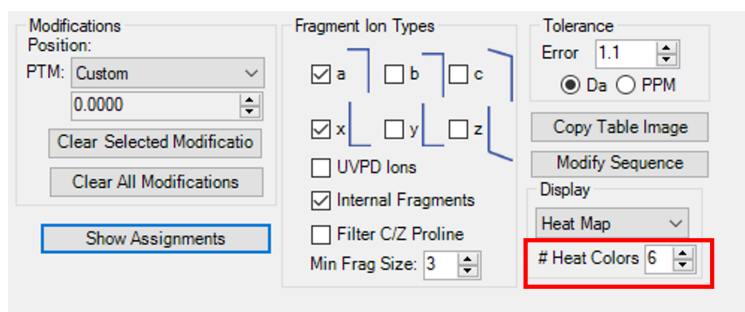 Modifications
Position:
PTM: Custom
0.0000
Clear Selected Modificatio
Clear All Modifications
Show Assignments
Fragment Ion Types
a b c
x y z
UVPD Ions
Internal Fragments
Filter C/Z Proline
Min Frag Size: 3
Tolerance
Error 1.1
Da PPM
Copy Table Image
Modify Sequence
Display
Heat Map
# Heat Colors 6